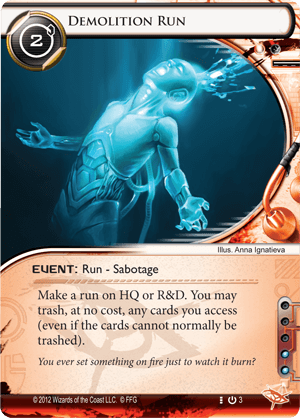 2
DEMOLITION RUN
Illus. Anna Ignatieva
EVENT: Run - Sabotage
Make a run on HQ or R&D. You may
trash, at no cost, any cards you access
(even if the cards cannot normally be
trashed).
You ever set something on fire just to watch it burn?
© 2012 Wizards of the Coast LLC. © FFG
3